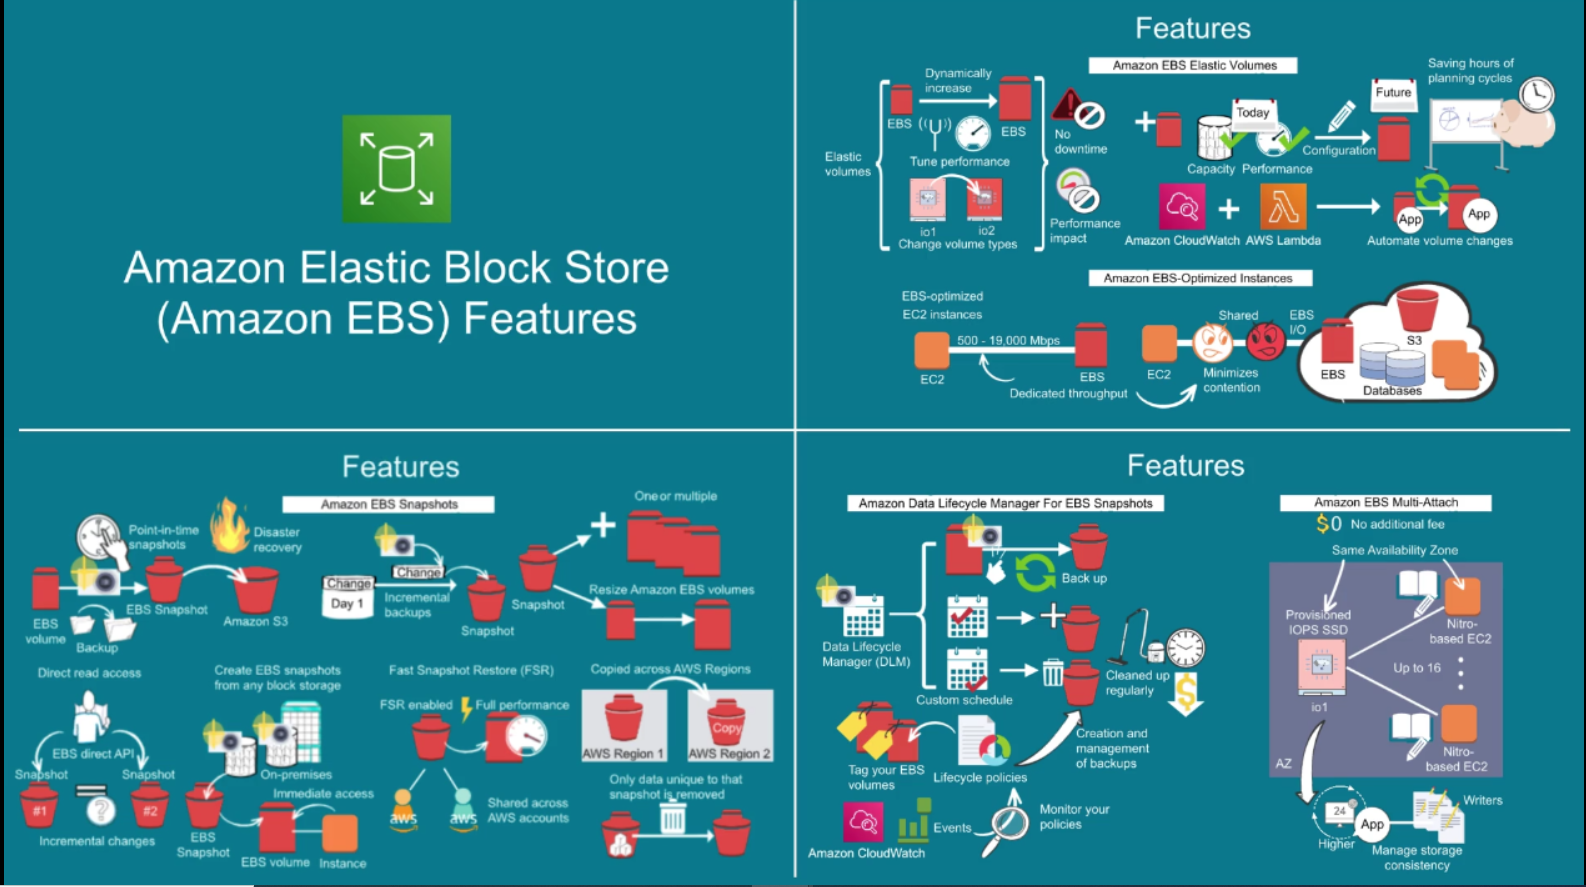 Amazon Elastic Block Store
(Amazon EBS) Features
Features
Amazon EBS Elastic Volumes
Elastic
volumes
Dynamically
increase
EBS
EBS
Tune performance
io1
io2
Change volume types
No
downtime
Performance
impact
Today
Capacity
Performance
Configuration
Future
Saving hours of
planning cycles
Amazon CloudWatch
AWS Lambda
App
App
Automate volume changes
Amazon EBS-Optimized Instances
EBS-optimized
EC2 instances
500 - 19,000 Mbps
EC2
EBS
Dedicated throughput
EC2
Shared
Minimizes
contention
EBS
I/O
EBS
S3
Databases
Features
Amazon EBS Snapshots
Point-in-time
snapshots
Disaster
recovery
EBS
volume
Backup
EBS Snapshot
Amazon S3
Change
Day 1
Change
Incremental
backups
Snapshot
Snapshot
One or multiple
Resize Amazon EBS volumes
Direct read access
EBS direct API
Snapshot
Snapshot
#1
?
#2
Incremental changes
Create EBS snapshots
from any block storage
On-premises
Immediate access
EBS
Snapshot
EBS volume
Instance
Fast Snapshot Restore (FSR)
FSR enabled
Full performance
aws
aws
Shared across
AWS accounts
Copied across AWS Regions
Copy
AWS Region 1
AWS Region 2
Only data unique to that
snapshot is removed
Features
Amazon Data Lifecycle Manager For EBS Snapshots
Data Lifecycle
Manager (DLM)
Back up
Custom schedule
Cleaned up
regularly
$
Tag your EBS
volumes
Lifecycle policies
Creation and
management
of backups
Amazon CloudWatch
Events
Monitor your
policies
Amazon EBS Multi-Attach
$0 No additional fee
Same Availability Zone
Provisioned
IOPS SSD
io1
Up to 16
Nitro-
based EC2
Nitro-
based EC2
AZ
24
Higher
App
Writers
Manage storage
consistency